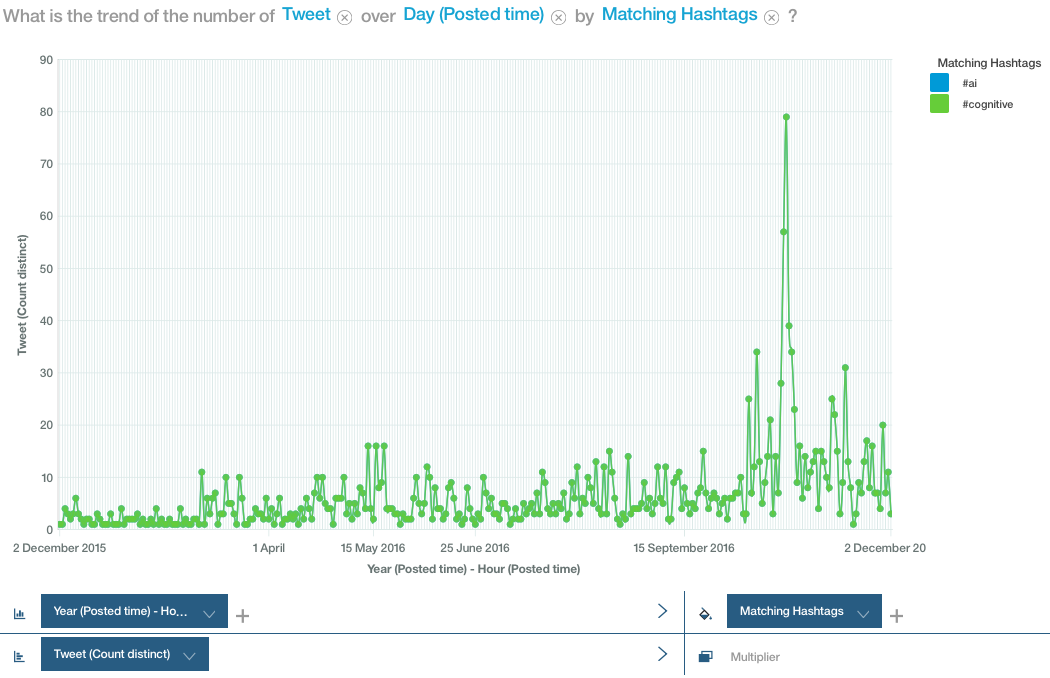 What is the trend of the number of Tweet over Day (Posted time) by Matching Hashtags ?
Matching Hashtags
#ai
#cognitive
90
80
70
60
50
40
30
20
10
0
Tweet (Count distinct)
2 December 2015 1 April 15 May 2016 25 June 2016 15 September 2016 2 December 20
Year (Posted time) - Hour (Posted time)
Year (Posted time) - Ho...
Matching Hashtags
Tweet (Count distinct)
Multiplier